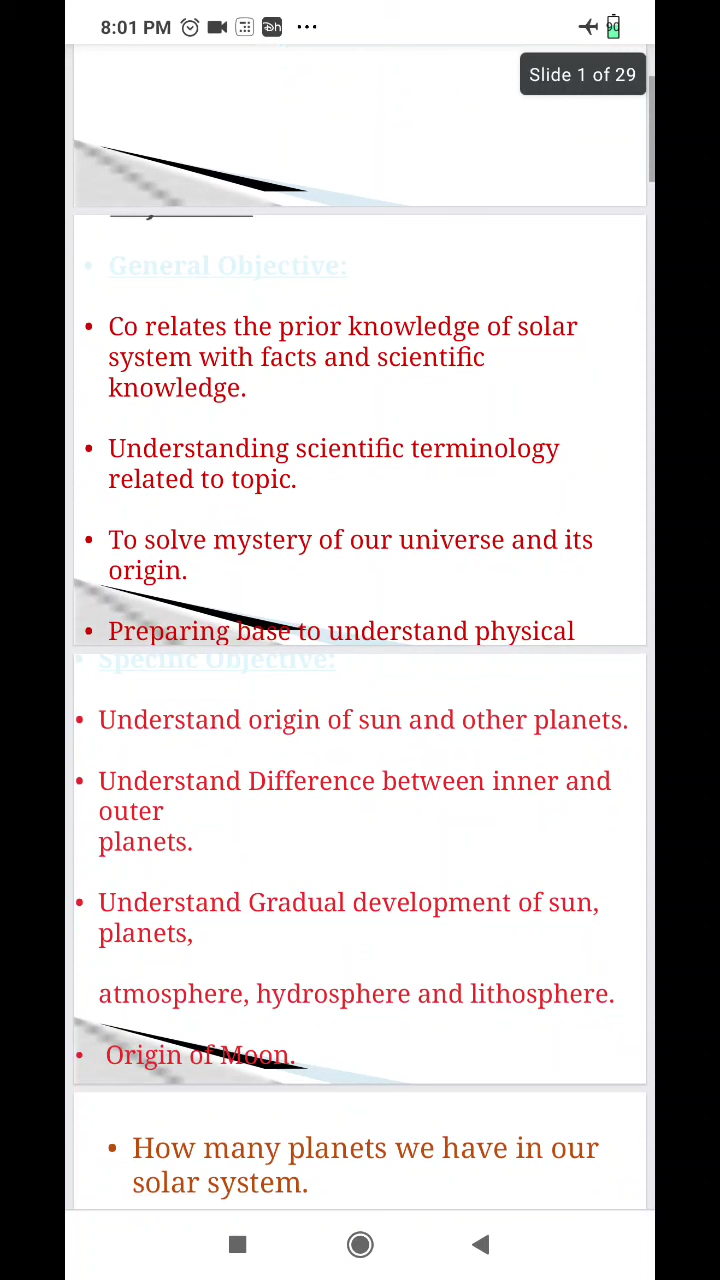 8:01 PM
90
Slide 1 of 29
• General Objective:
• Co relates the prior knowledge of solar
system with facts and scientific
knowledge.
• Understanding scientific terminology
related to topic.
• To solve mystery of our universe and its
origin.
• Preparing base to understand physical
• Specific Objective:
• Understand origin of sun and other planets.
• Understand Difference between inner and
outer
planets.
• Understand Gradual development of sun,
planets,
atmosphere, hydrosphere and lithosphere.
• Origin of Moon.
• How many planets we have in our
solar system.